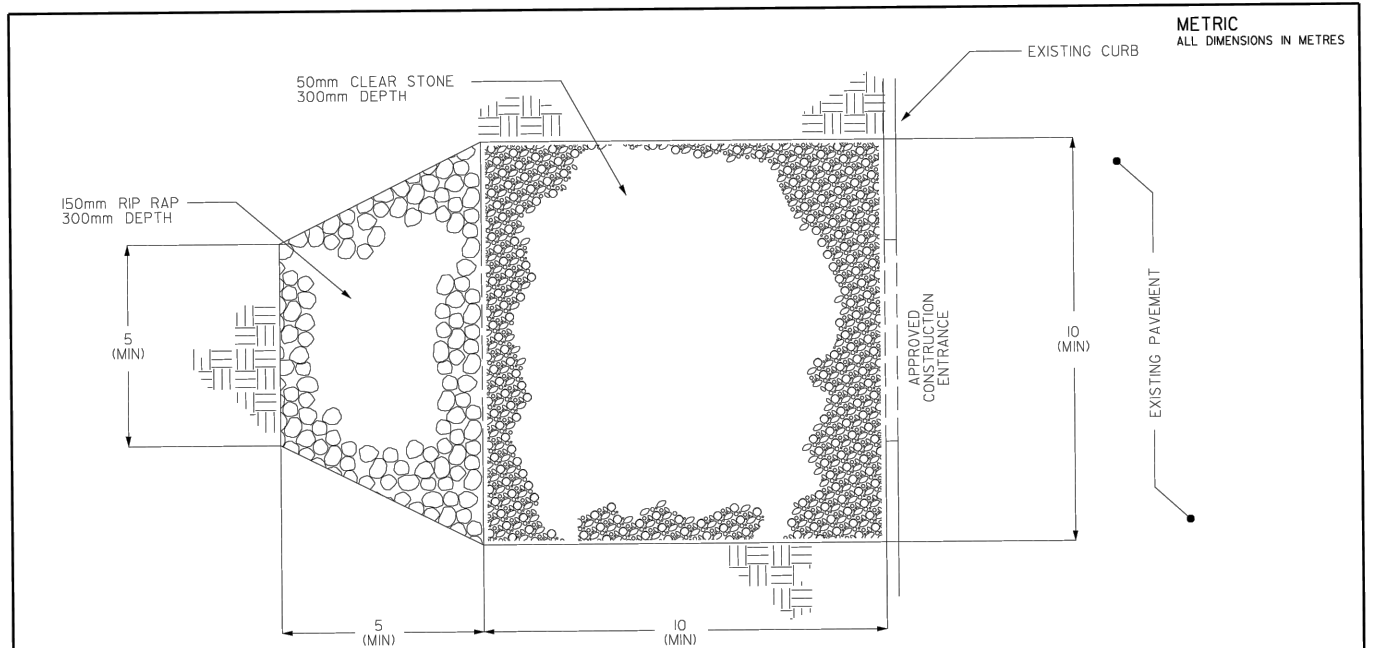 METRIC
ALL DIMENSIONS IN METRES
EXISTING CURB
50mm CLEAR STONE
300mm DEPTH
150mm RIP RAP
300mm DEPTH
5
(MIN)
APPROVED
CONSTRUCTION
ENTRANCE
10
(MIN)
EXISTING PAVEMENT
5
(MIN)
10
(MIN)